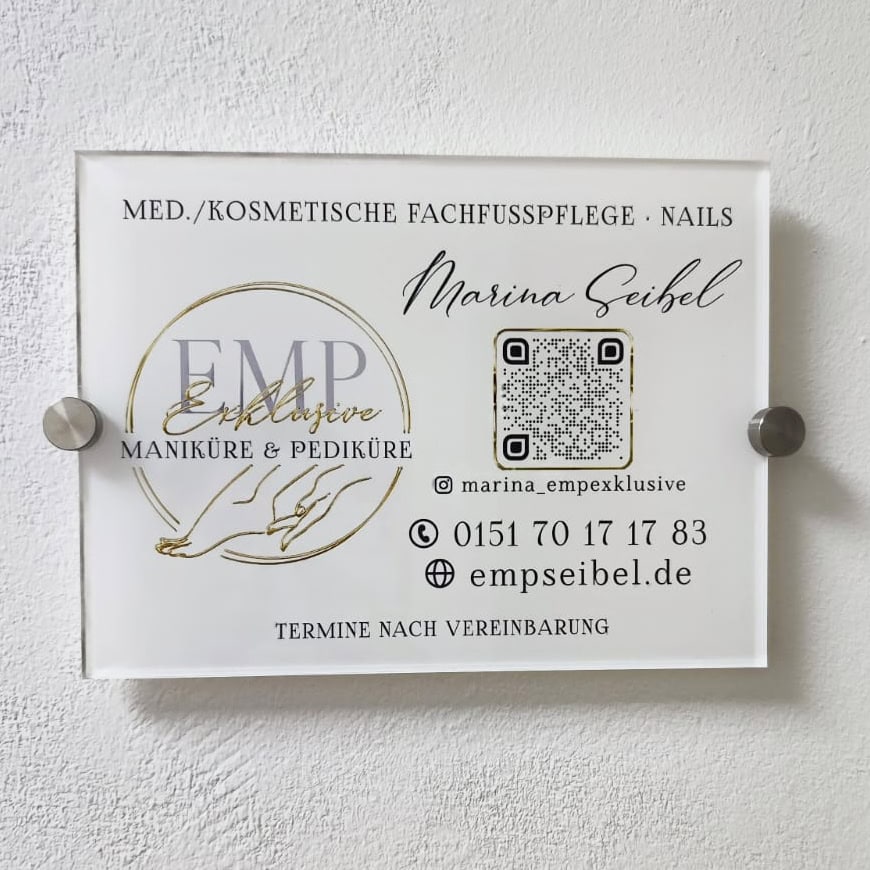 MED./KOSMETISCHE FACHFUSSPFLEGE · NAILS
Marina Seibel
EMP
Exklusive
MANIKÜRE & PEDIKÜRE
marina_empexklusive
0151 70 17 17 83
empseibel.de
TERMINE NACH VEREINBARUNG